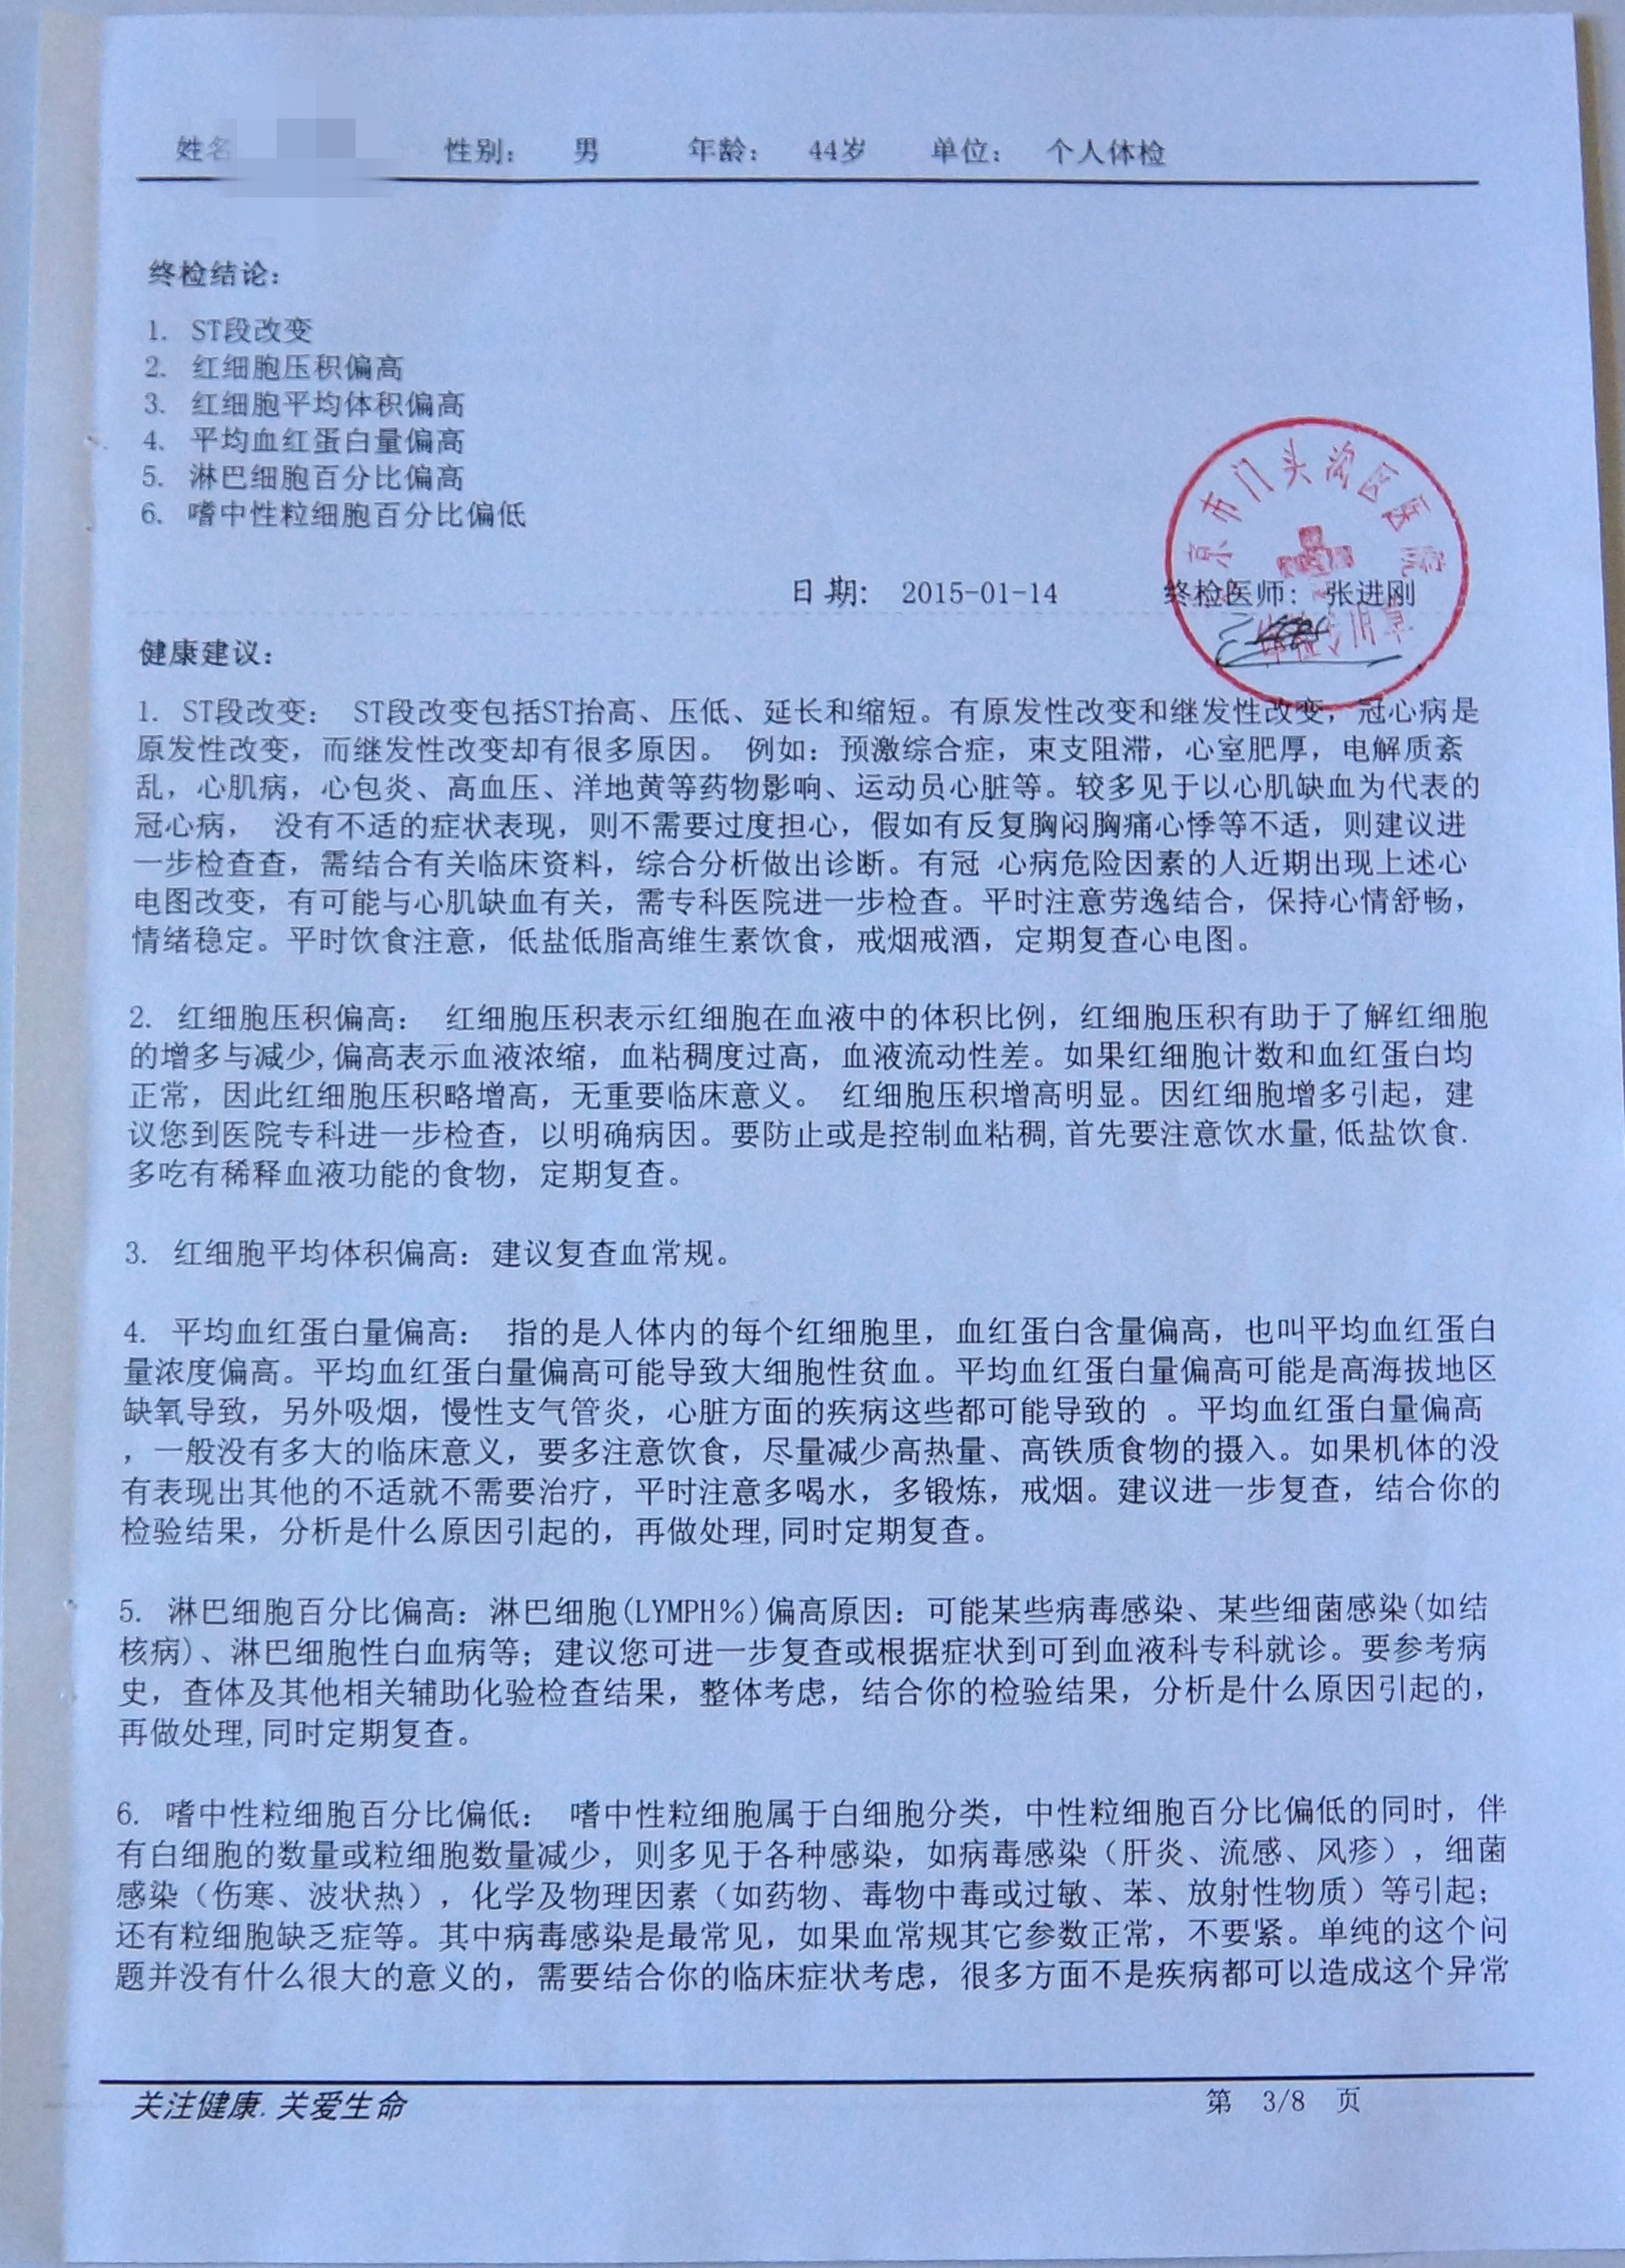 姓名 性别： 男 年龄： 44岁 单位： 个人体检
终检结论：
1. ST段改变
2. 红细胞压积偏高
3. 红细胞平均体积偏高
4. 平均血红蛋白量偏高
5. 淋巴细胞百分比偏高
6. 嗜中性粒细胞百分比偏低
京市门头沟区医院
日期： 2015-01-14 终检医师： 张进刚
体检专用章
健康建议：
1. ST段改变： ST段改变包括ST抬高、压低、延长和缩短。有原发性改变和继发性改变，冠心病是
原发性改变，而继发性改变却有很多原因。 例如：预激综合症，束支阻滞，心室肥厚，电解质紊
乱，心肌病，心包炎、高血压、洋地黄等药物影响、运动员心脏等。较多见于以心肌缺血为代表的
冠心病， 没有不适的症状表现，则不需要过度担心，假如有反复胸闷胸痛心悸等不适，则建议进
一步检查查，需结合有关临床资料，综合分析做出诊断。有冠 心病危险因素的人近期出现上述心
电图改变，有可能与心肌缺血有关，需专科医院进一步检查。平时注意劳逸结合，保持心情舒畅，
情绪稳定。平时饮食注意，低盐低脂高维生素饮食，戒烟戒酒，定期复查心电图。
2. 红细胞压积偏高： 红细胞压积表示红细胞在血液中的体积比例，红细胞压积有助于了解红细胞
的增多与减少,偏高表示血液浓缩，血粘稠度过高，血液流动性差。如果红细胞计数和血红蛋白均
正常，因此红细胞压积略增高，无重要临床意义。 红细胞压积增高明显。因红细胞增多引起，建
议您到医院专科进一步检查，以明确病因。要防止或是控制血粘稠,首先要注意饮水量,低盐饮食.
多吃有稀释血液功能的食物，定期复查。
3. 红细胞平均体积偏高：建议复查血常规。
4. 平均血红蛋白量偏高： 指的是人体内的每个红细胞里，血红蛋白含量偏高，也叫平均血红蛋白
量浓度偏高。平均血红蛋白量偏高可能导致大细胞性贫血。平均血红蛋白量偏高可能是高海拔地区
缺氧导致，另外吸烟，慢性支气管炎，心脏方面的疾病这些都可能导致的 。平均血红蛋白量偏高
，一般没有多大的临床意义，要多注意饮食，尽量减少高热量、高铁质食物的摄入。如果机体的没
有表现出其他的不适就不需要治疗，平时注意多喝水，多锻炼，戒烟。建议进一步复查，结合你的
检验结果，分析是什么原因引起的，再做处理,同时定期复查。
5. 淋巴细胞百分比偏高：淋巴细胞(LYMPH%)偏高原因：可能某些病毒感染、某些细菌感染(如结
核病)、淋巴细胞性白血病等；建议您可进一步复查或根据症状到可到血液科专科就诊。要参考病
史，查体及其他相关辅助化验检查结果，整体考虑，结合你的检验结果，分析是什么原因引起的，
再做处理,同时定期复查。
6. 嗜中性粒细胞百分比偏低： 嗜中性粒细胞属于白细胞分类，中性粒细胞百分比偏低的同时，伴
有白细胞的数量或粒细胞数量减少，则多见于各种感染，如病毒感染（肝炎、流感、风疹），细菌
感染（伤寒、波状热），化学及物理因素（如药物、毒物中毒或过敏、苯、放射性物质）等引起；
还有粒细胞缺乏症等。其中病毒感染是最常见，如果血常规其它参数正常，不要紧。单纯的这个问
题并没有什么很大的意义的，需要结合你的临床症状考虑，很多方面不是疾病都可以造成这个异常
关注健康.关爱生命 第 3/8 页